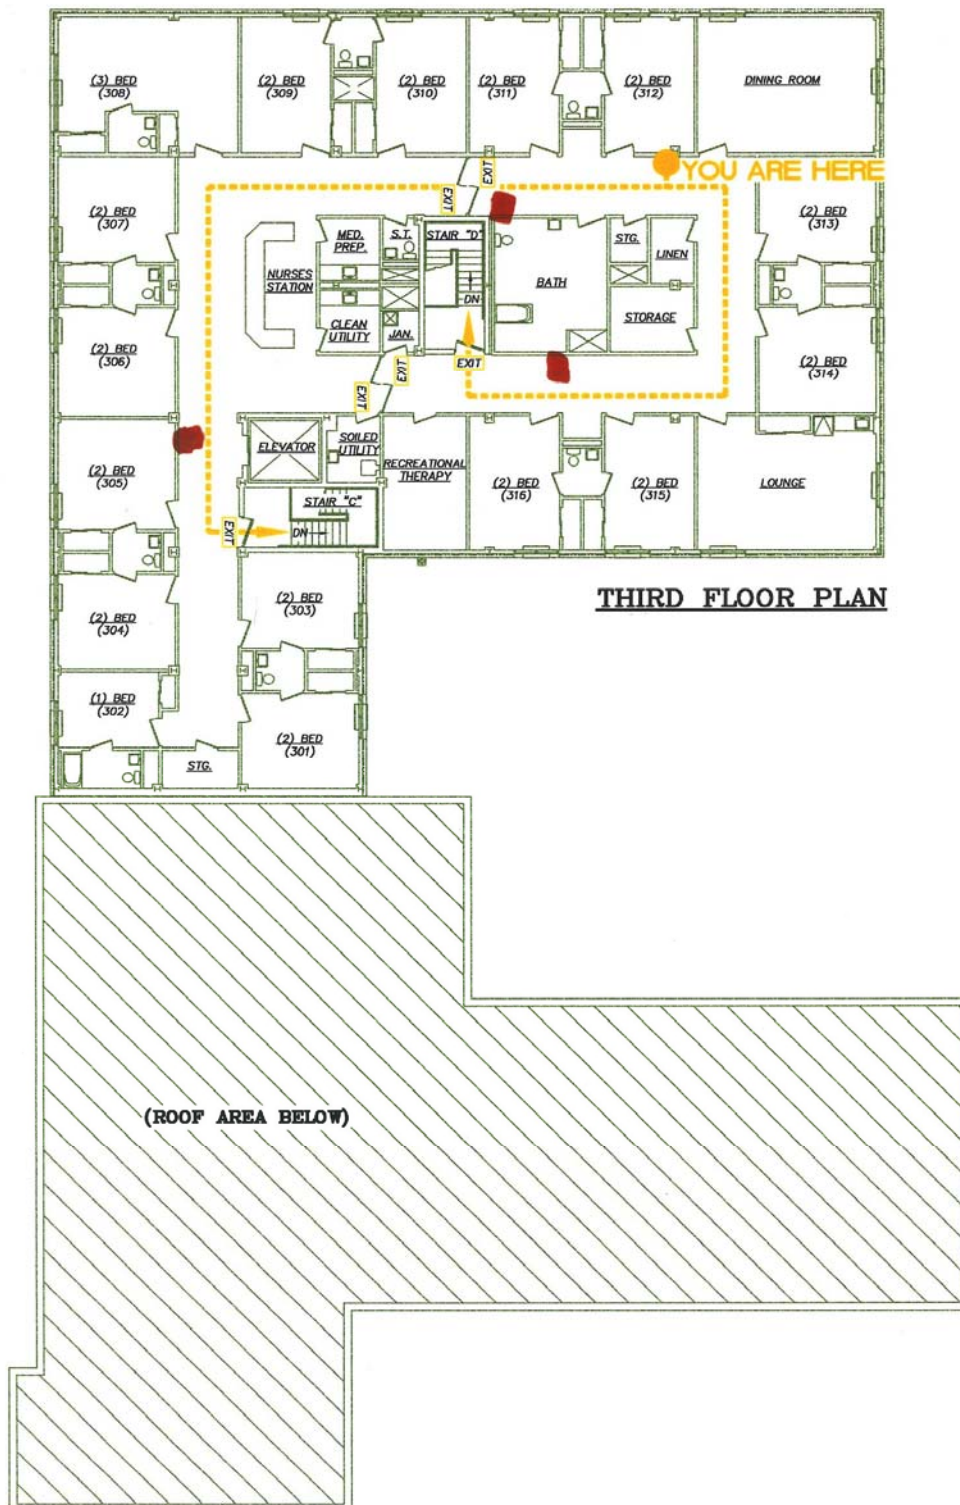 (3) BED
(308)
(2) BED
(309)
(2) BED
(310)
(2) BED
(311)
(2) BED
(312)
DINING ROOM
YOU ARE HERE
EXIT
EXIT
(2) BED
(307)
MED.
PREP.
S.T.
STAIR "D"
STG.
LINEN
(2) BED
(313)
NURSES
STATION
BATH
DN
CLEAN
UTILITY
JAN.
STORAGE
(2) BED
(306)
EXIT
EXIT
EXIT
(2) BED
(314)
ELEVATOR
SOILED
UTILITY
RECREATIONAL
THERAPY
(2) BED
(305)
(2) BED
(316)
(2) BED
(315)
LOUNGE
STAIR "C"
EXIT
DN
(2) BED
(304)
(2) BED
(303)
THIRD FLOOR PLAN
(1) BED
(302)
(2) BED
(301)
STG.
(ROOF AREA BELOW)